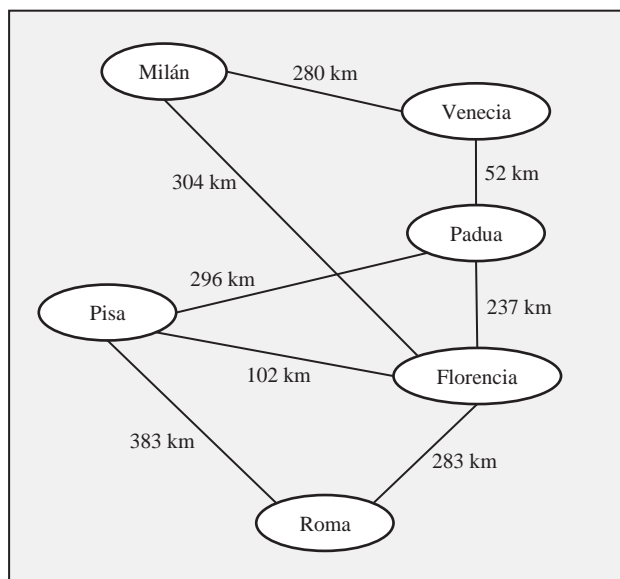 280 km
Milán
Venecia
304 km
52 km
Padua
296 km
Pisa
237 km
102 km
Florencia
383 km
283 km
Roma